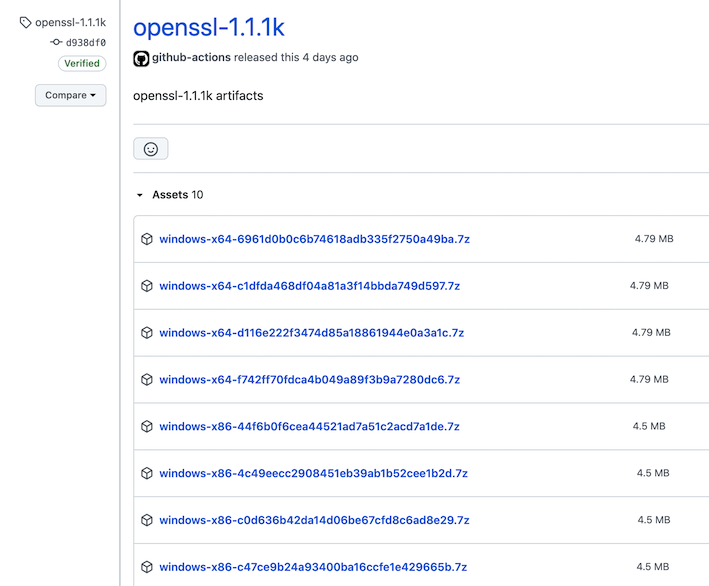 openssl-1.1.1k
d938df0
Verified
Compare
openssl-1.1.1k
github-actions released this 4 days ago
openssl-1.1.1k artifacts
Assets 10
windows-x64-6961d0b0c6b74618adb335f2750a49ba.7z 4.79 MB
windows-x64-c1dfda468df04a81a3f14bbda749d597.7z 4.79 MB
windows-x64-d116e222f3474d85a18861944e0a3a1c.7z 4.79 MB
windows-x64-f742ff70fdca4b049a89f3b9a7280dc6.7z 4.79 MB
windows-x86-44f6b0f6cea44521ad7a51c2acd7a1de.7z 4.5 MB
windows-x86-4c49eecc2908451eb39ab1b52cee1b2d.7z 4.5 MB
windows-x86-c0d636b42da14d06be67cfd8c6ad8e29.7z 4.5 MB
windows-x86-c47ce9b24a93400ba16ccfe1e429665b.7z 4.5 MB